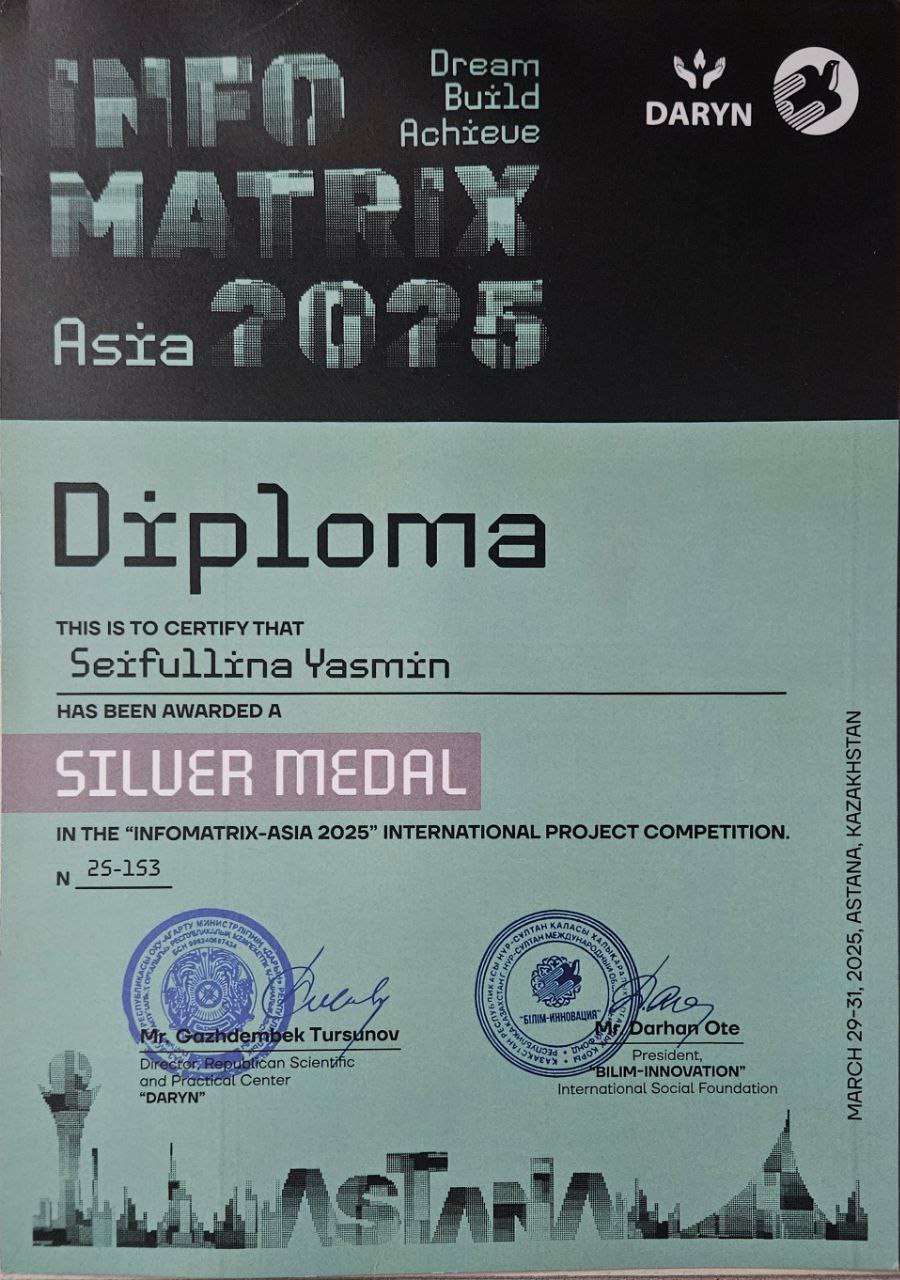 INFO
MATRIX
Asia 2025
Dream
Build
Achieve
DARYN
Diploma
THIS IS TO CERTIFY THAT
Seifullina Yasmin
HAS BEEN AWARDED A
SILVER MEDAL
IN THE “INFOMATRIX-ASIA 2025” INTERNATIONAL PROJECT COMPETITION.
N 25-153
Mr. Gazhdembek Tursunov
Director, Republican Scientific
and Practical Center
“DARYN”
"БІЛІМ-ИННОВАЦИЯ"
Mr. Darhan Ote
President,
“BILIM-INNOVATION”
International Social Foundation
MARCH 29-31, 2025, ASTANA, KAZAKHSTAN
ASTANA